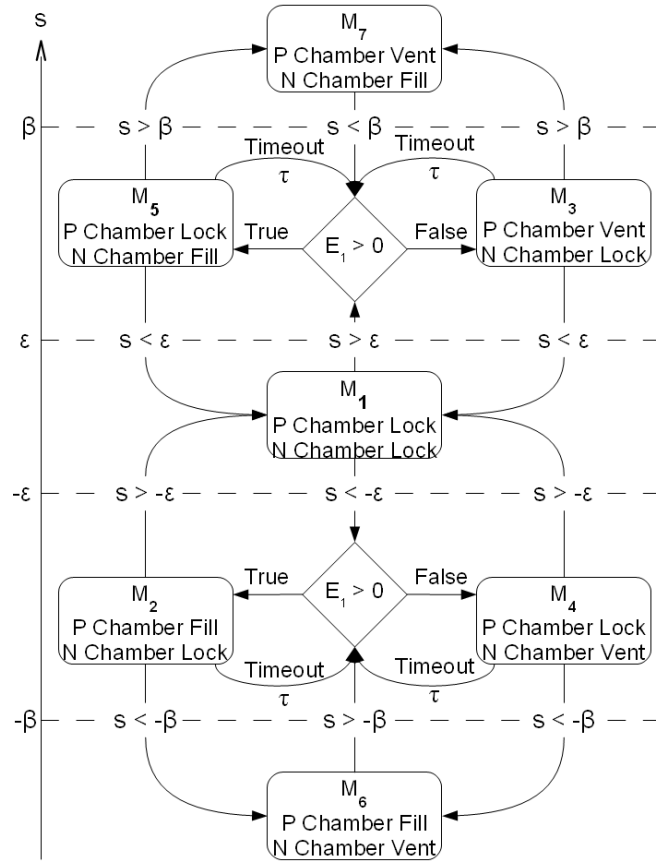 s
M7
P Chamber Vent
N Chamber Fill
β
s > β
s < β
s > β
Timeout
τ
Timeout
τ
M5
P Chamber Lock
N Chamber Fill
True
E1 > 0
False
M3
P Chamber Vent
N Chamber Lock
ε
s < ε
s > ε
s < ε
M1
P Chamber Lock
N Chamber Lock
-ε
s > -ε
s < -ε
s > -ε
M2
P Chamber Fill
N Chamber Lock
True
E1 > 0
False
M4
P Chamber Lock
N Chamber Vent
Timeout
τ
Timeout
τ
-β
s < -β
s > -β
s < -β
M6
P Chamber Fill
N Chamber Vent